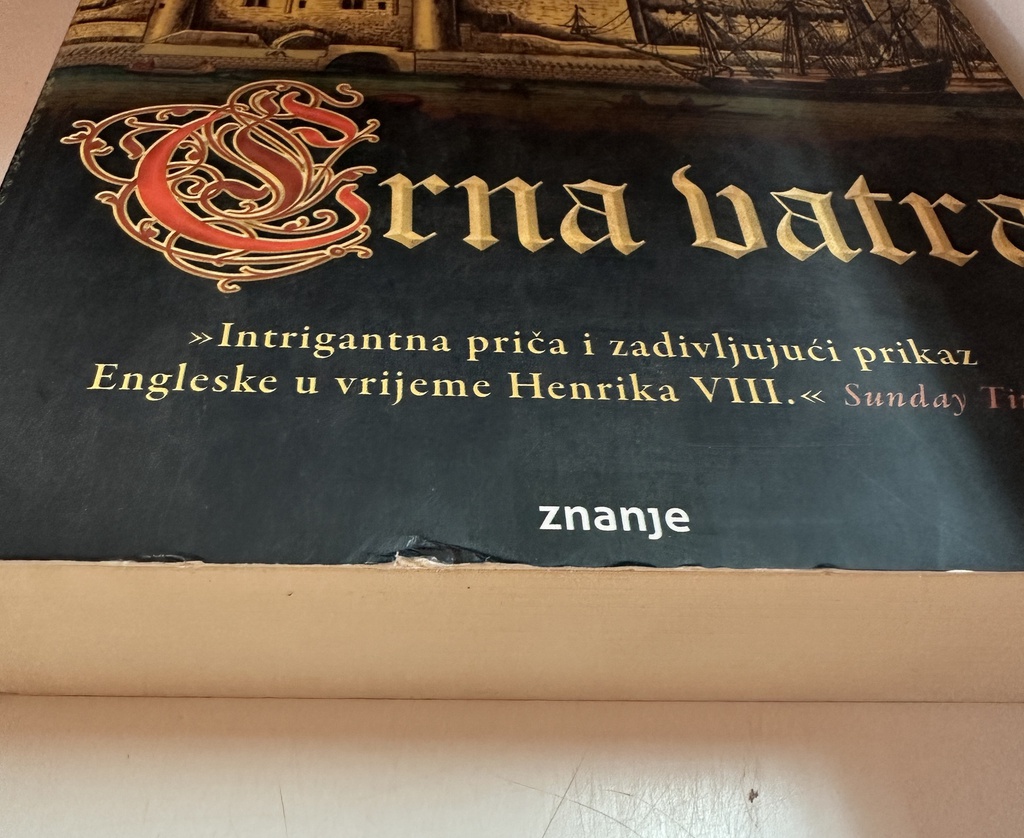 Crna vatra
»Intrigantna priča i zadivljujući prikaz
Engleske u vrijeme Henrika VIII.« Sunday
znanje